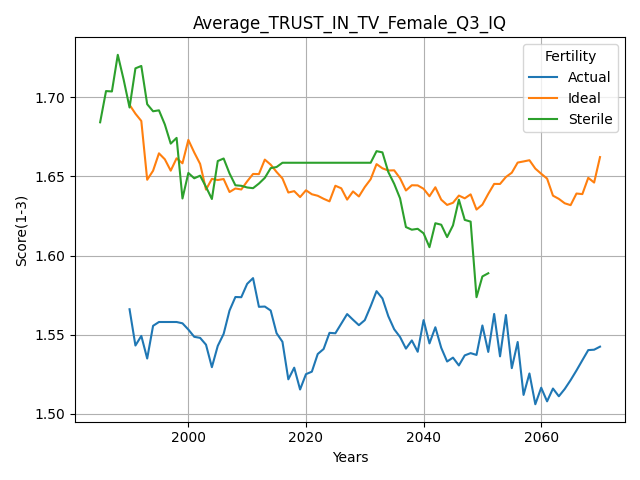 Average_TRUST_IN_TV_Female_Q3_IQ
Fertility
Actual
Ideal
Sterile
Score(1-3)
1.70
1.65
1.60
1.55
1.50
2000
2020
2040
2060
Years